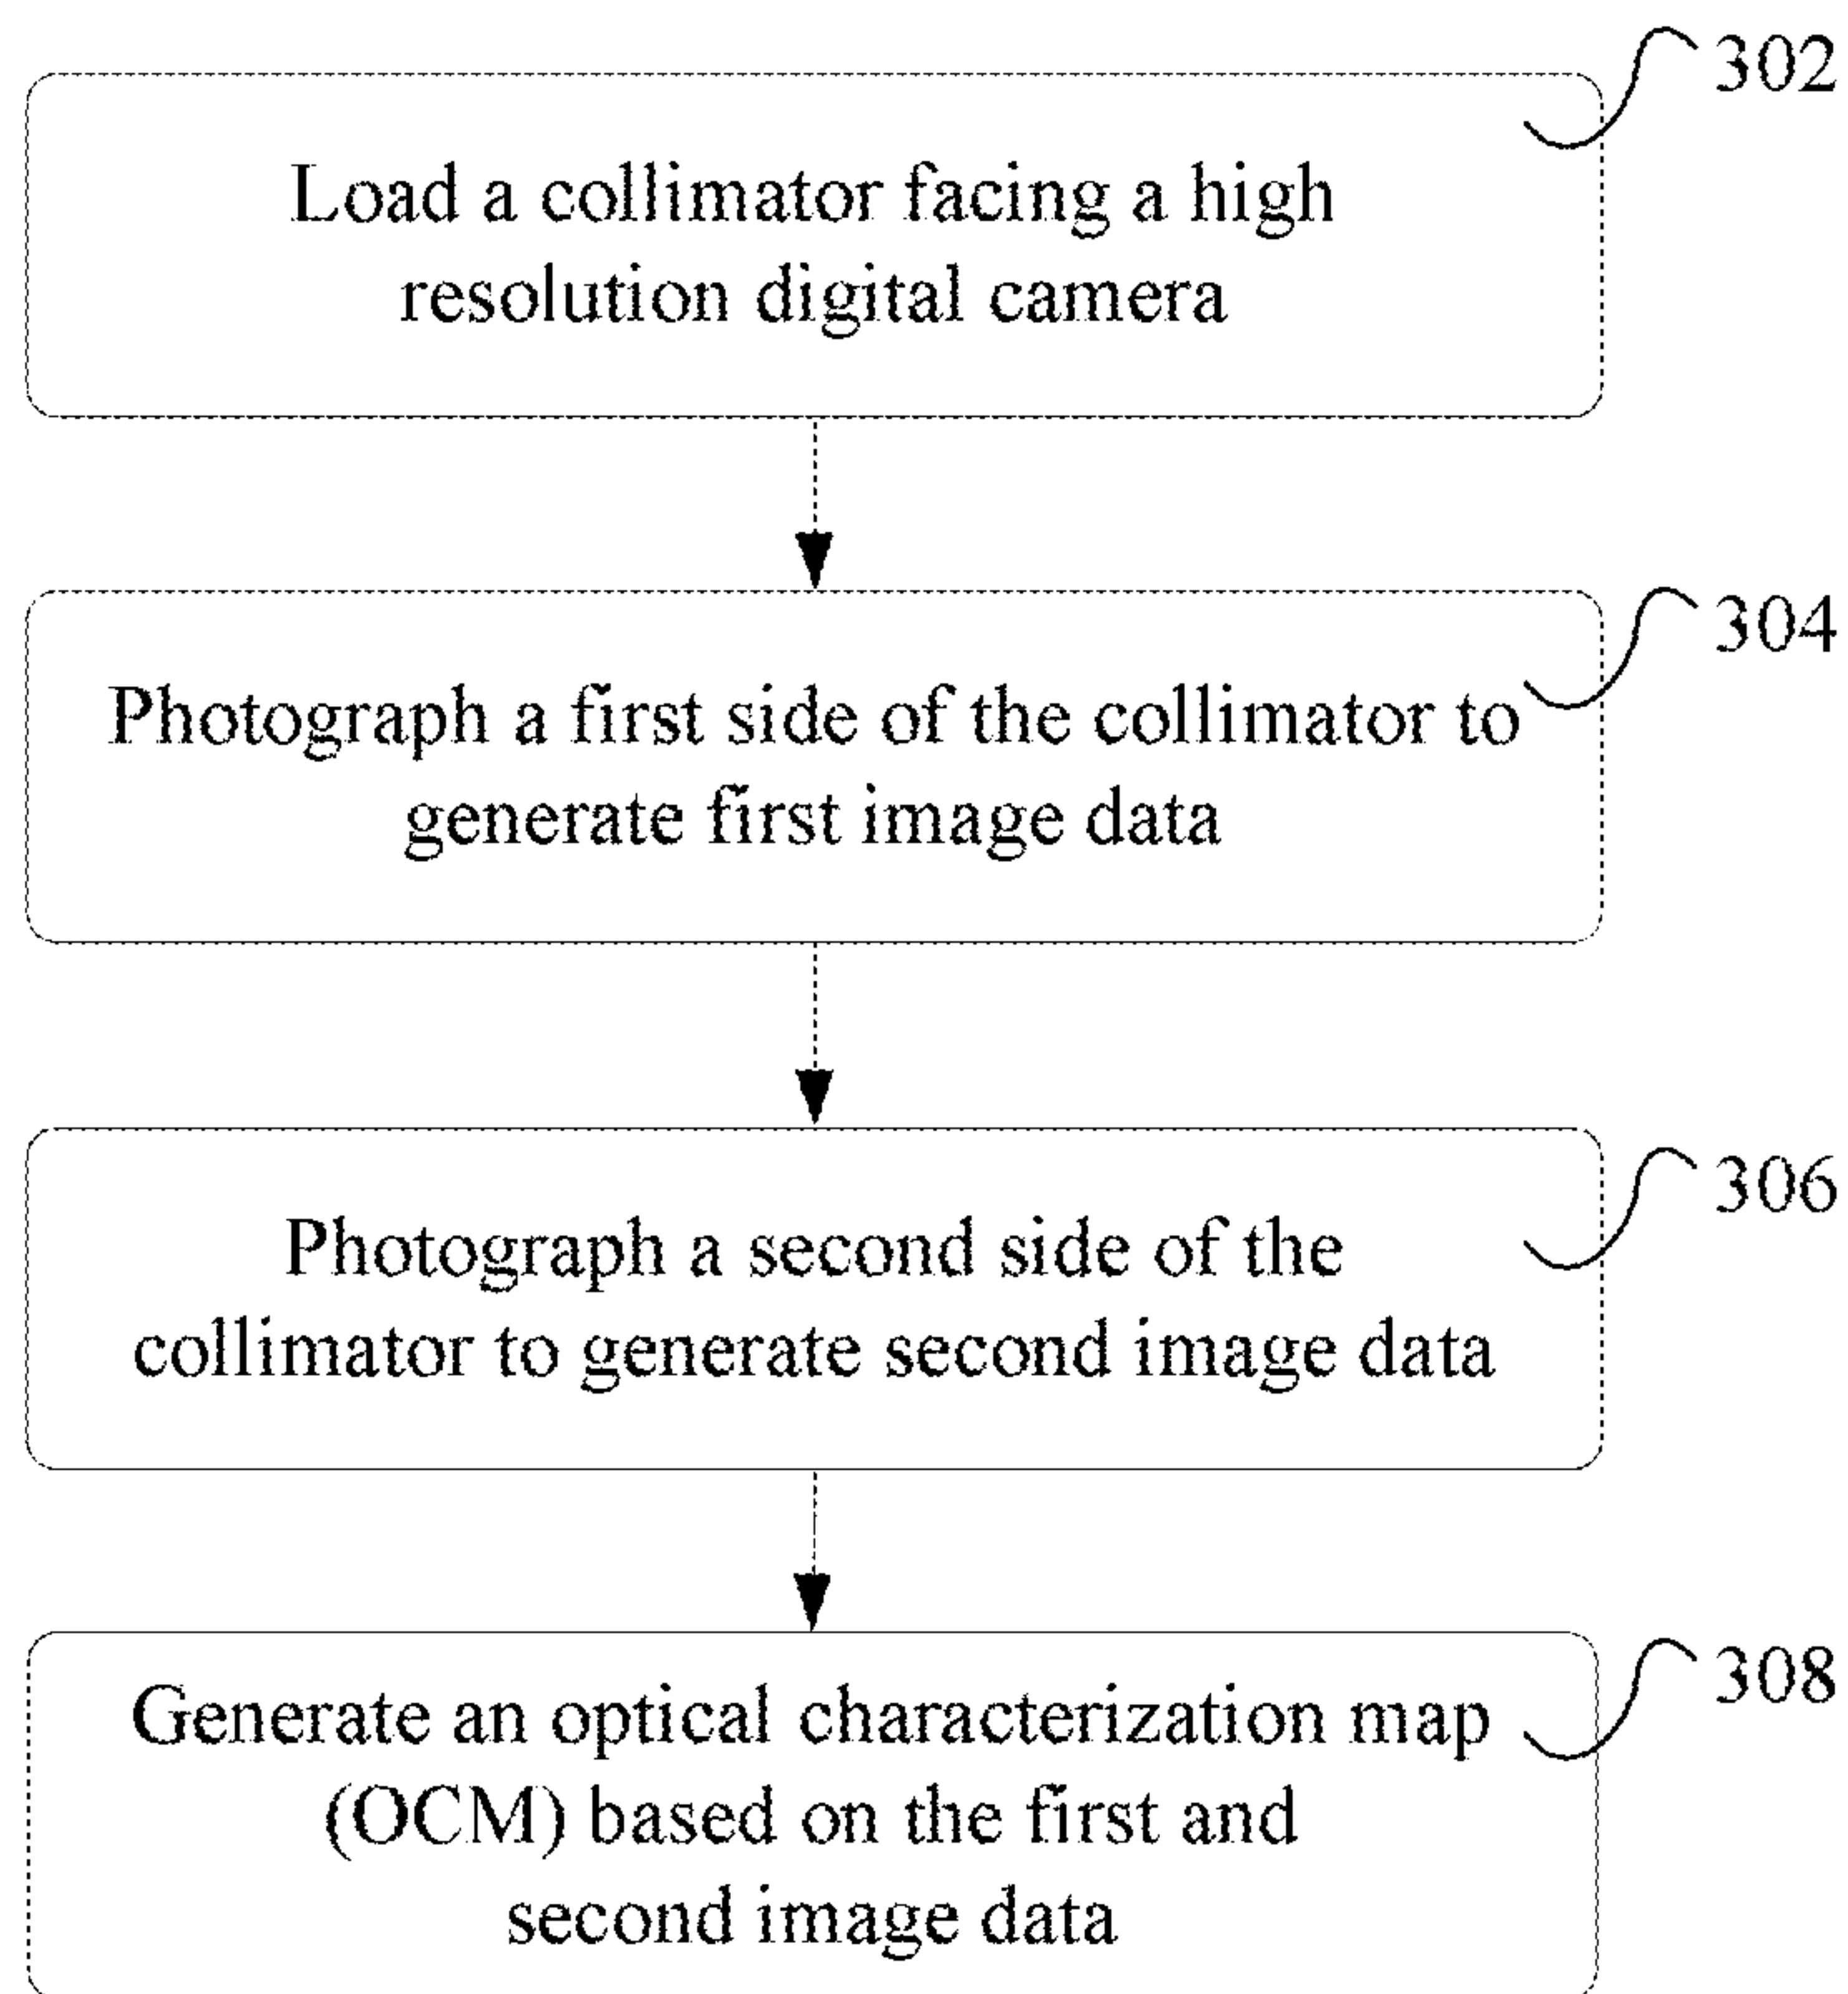 302
Load a collimator facing a high
resolution digital camera
304
Photograph a first side of the collimator to
generate first image data
306
Photograph a second side of the
collimator to generate second image data
308
Generate an optical characterization map
(OCM) based on the first and
second image data